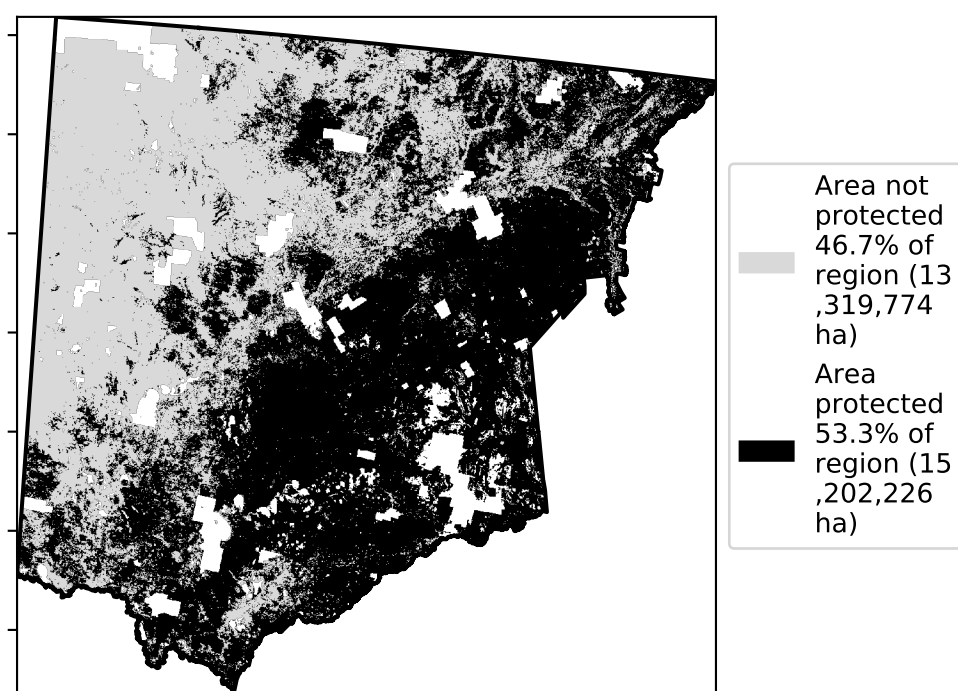 Area not
protected
46.7% of
region (13
,319,774
ha)
Area
protected
53.3% of
region (15
,202,226
ha)